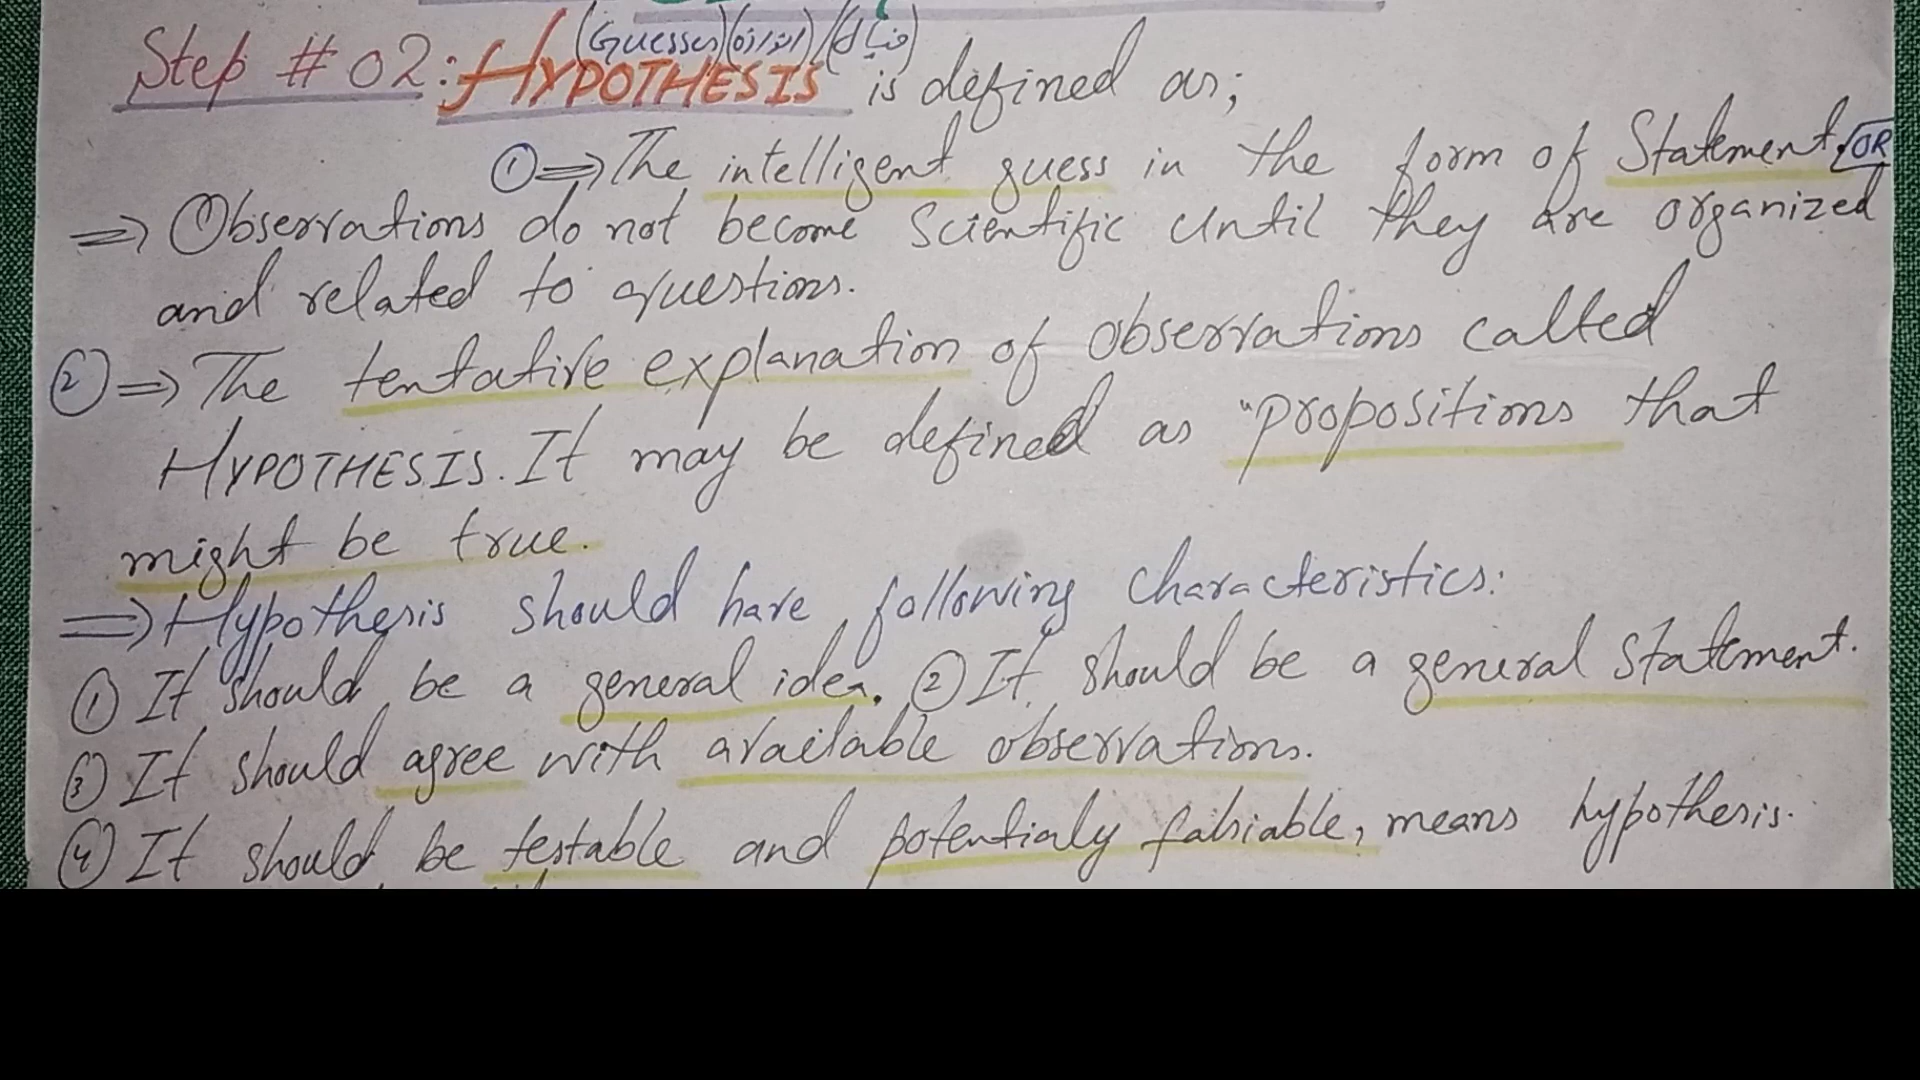 (Guesses)(اندازہ)/(خیال)
Step # 02: HYPOTHESIS is defined as;
① ⇒ The intelligent guess in the form of Statement, OR
⇒ Observations do not become Scientific until they are organized
and related to questions.
② ⇒ The tentative explanation of observations called
HYPOTHESIS. It may be defined as "propositions that
might be true.
⇒ Hypothesis should have following characteristics:
① It should be a general idea. ② It should be a general statement.
③ It should agree with available observations.
④ It should be testable and potentialy falsiable, means hypothesis.